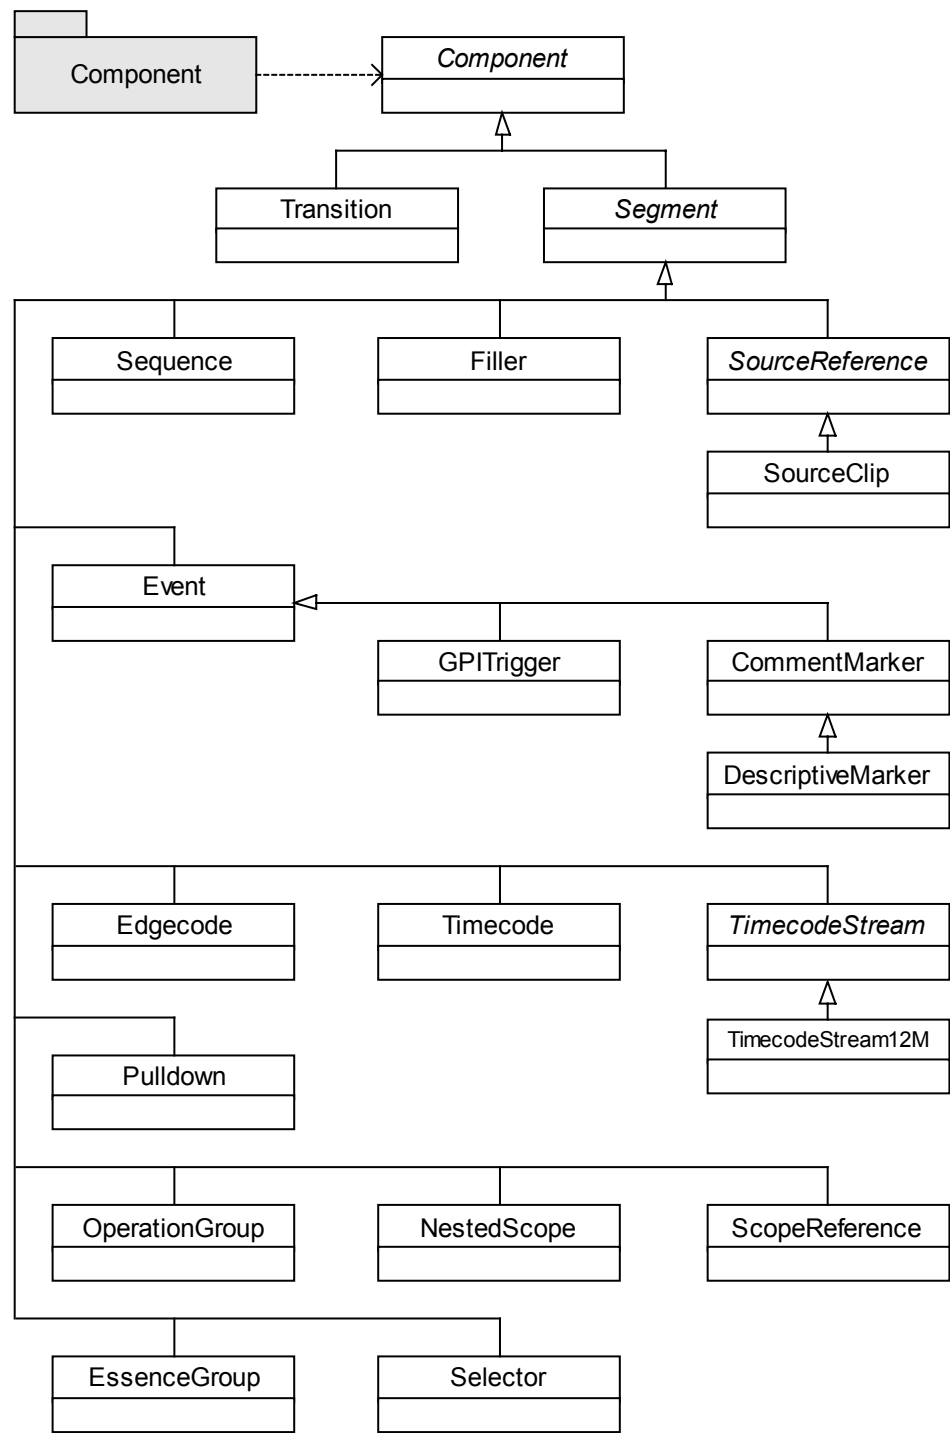 Component
Component
Transition
Segment
Sequence
Filler
SourceReference
SourceClip
Event
GPITrigger
CommentMarker
DescriptiveMarker
Edgecode
Timecode
TimecodeStream
TimecodeStream12M
Pulldown
OperationGroup
NestedScope
ScopeReference
EssenceGroup
Selector